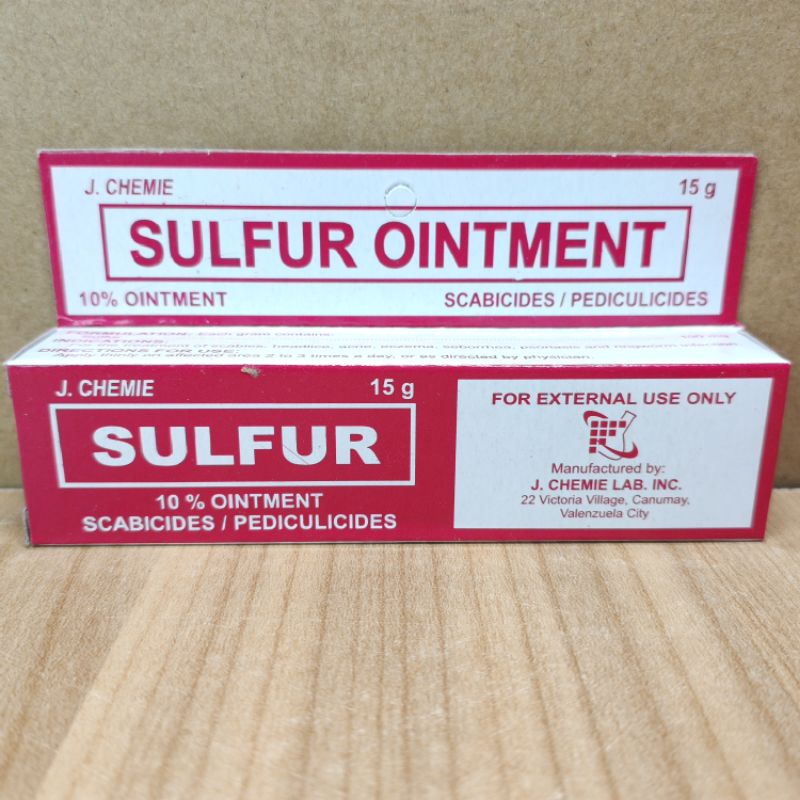 J. CHEMIE
15 g
SULFUR OINTMENT
10% OINTMENT
SCABICIDES / PEDICULICIDES
FORMULATION: Each gram contains:
100 mg
INDICATIONS:
DIRECTIONS FOR USE:
Apply thinly on affected area 2 to 3 times a day, or as directed by physician.
J. CHEMIE
15 g
SULFUR
10 % OINTMENT
SCABICIDES / PEDICULICIDES
FOR EXTERNAL USE ONLY
Manufactured by:
J. CHEMIE LAB. INC.
22 Victoria Village, Canumay,
Valenzuela City